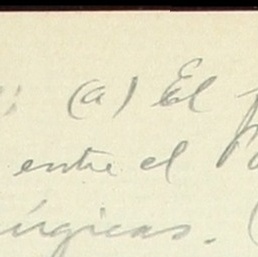 : (a) El
entre el
úrgicas. (